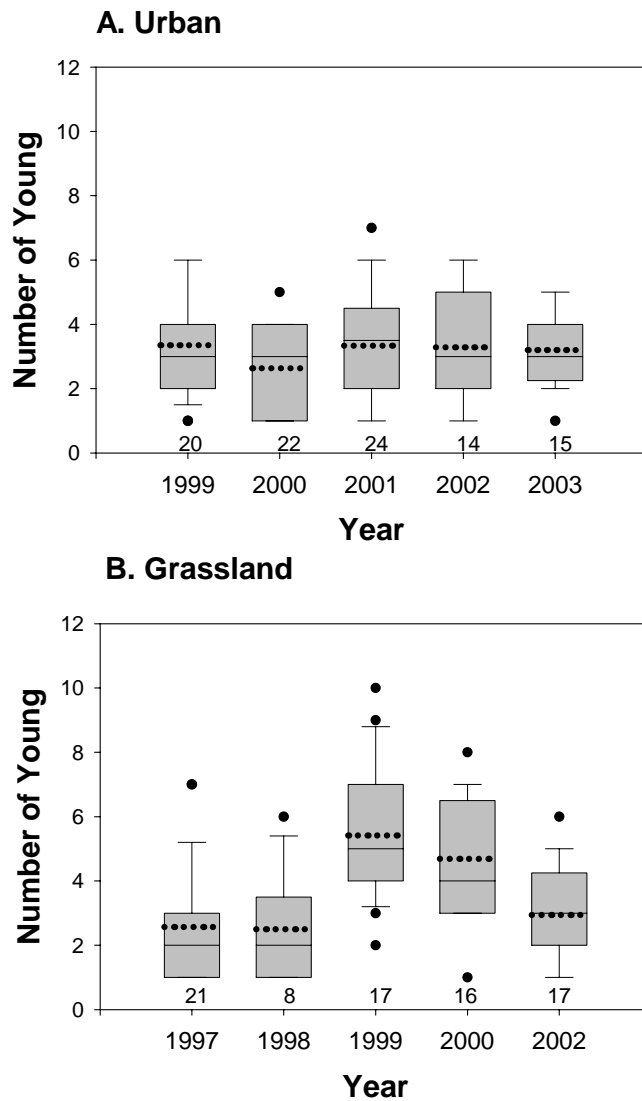 A. Urban
12
10
8
6
4
2
0
Number of Young
20 22 24 14 15
1999 2000 2001 2002 2003
Year
B. Grassland
12
10
8
6
4
2
0
Number of Young
21 8 17 16 17
1997 1998 1999 2000 2002
Year